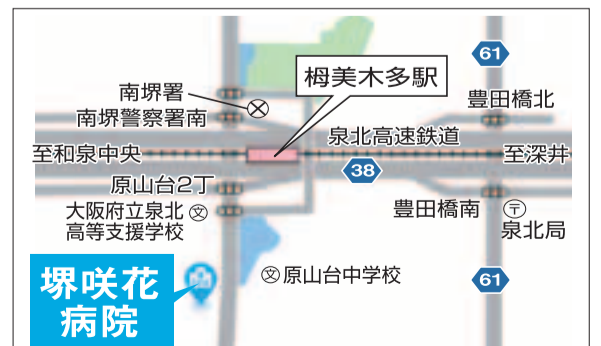 61
栂美木多駅
南堺署
豊田橋北
南堺警察署南
泉北高速鉄道
至和泉中央
至深井
38
原山台2丁
大阪府立泉北
高等支援学校
文
豊田橋南
〒
泉北局
堺咲花
病院
文 原山台中学校
61